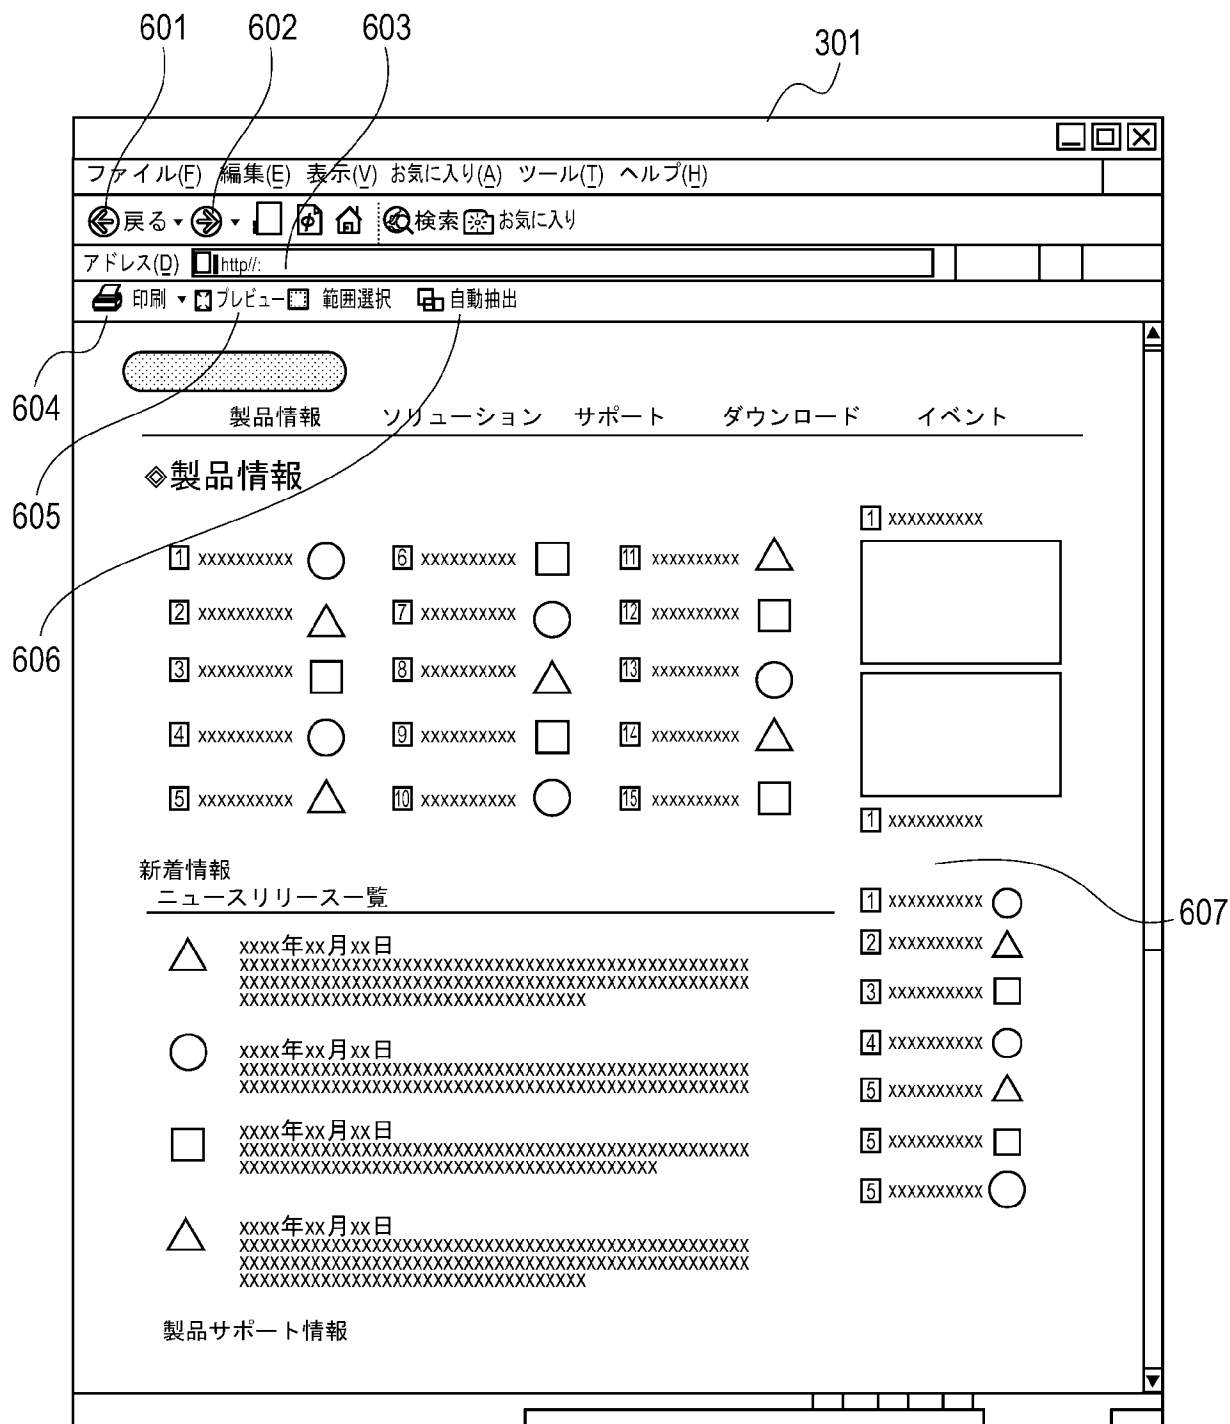 601 602 603 301
ファイル(F) 編集(E) 表示(V) お気に入り(A) ツール(T) ヘルプ(H)
戻る 検索 お気に入り
アドレス(D) http//:
印刷 プレビュー 範囲選択 自動抽出
604
製品情報 ソリューション サポート ダウンロード イベント
製品情報
605
606
607
1 xxxxxxxxxx 6 xxxxxxxxxx 11 xxxxxxxxxx
2 xxxxxxxxxx 7 xxxxxxxxxx 12 xxxxxxxxxx
3 xxxxxxxxxx 8 xxxxxxxxxx 13 xxxxxxxxxx
4 xxxxxxxxxx 9 xxxxxxxxxx 14 xxxxxxxxxx
5 xxxxxxxxxx 10 xxxxxxxxxx 15 xxxxxxxxxx
1 xxxxxxxxxx
1 xxxxxxxxxx
新着情報
ニュースリリース一覧
xxxx年xx月xx日
XXXXXXXXXXXXXXXXXXXXXXXXXXXXXXXXXXXXXXXXXXXXXXXXXX
XXXXXXXXXXXXXXXXXXXXXXXXXXXXXXXXXXXXXXXXXXXXXXXXXX
XXXXXXXXXXXXXXXXXXXXXXXXXXXXXXXXXX
xxxx年xx月xx日
XXXXXXXXXXXXXXXXXXXXXXXXXXXXXXXXXXXXXXXXXXXXXXXXXX
XXXXXXXXXXXXXXXXXXXXXXXXXXXXXXXXXXXXXXXXXXXXXXXXXX
xxxx年xx月xx日
XXXXXXXXXXXXXXXXXXXXXXXXXXXXXXXXXXXXXXXXXXXXXXXXXX
XXXXXXXXXXXXXXXXXXXXXXXXXXXXXXXXXXXXXXXXX
xxxx年xx月xx日
XXXXXXXXXXXXXXXXXXXXXXXXXXXXXXXXXXXXXXXXXXXXXXXXXX
XXXXXXXXXXXXXXXXXXXXXXXXXXXXXXXXXXXXXXXXXXXXXXXXXX
XXXXXXXXXXXXXXXXXXXXXXXXXXXXXXXXXX
製品サポート情報
1 xxxxxxxxxx
2 xxxxxxxxxx
3 xxxxxxxxxx
4 xxxxxxxxxx
5 xxxxxxxxxx
5 xxxxxxxxxx
5 xxxxxxxxxx